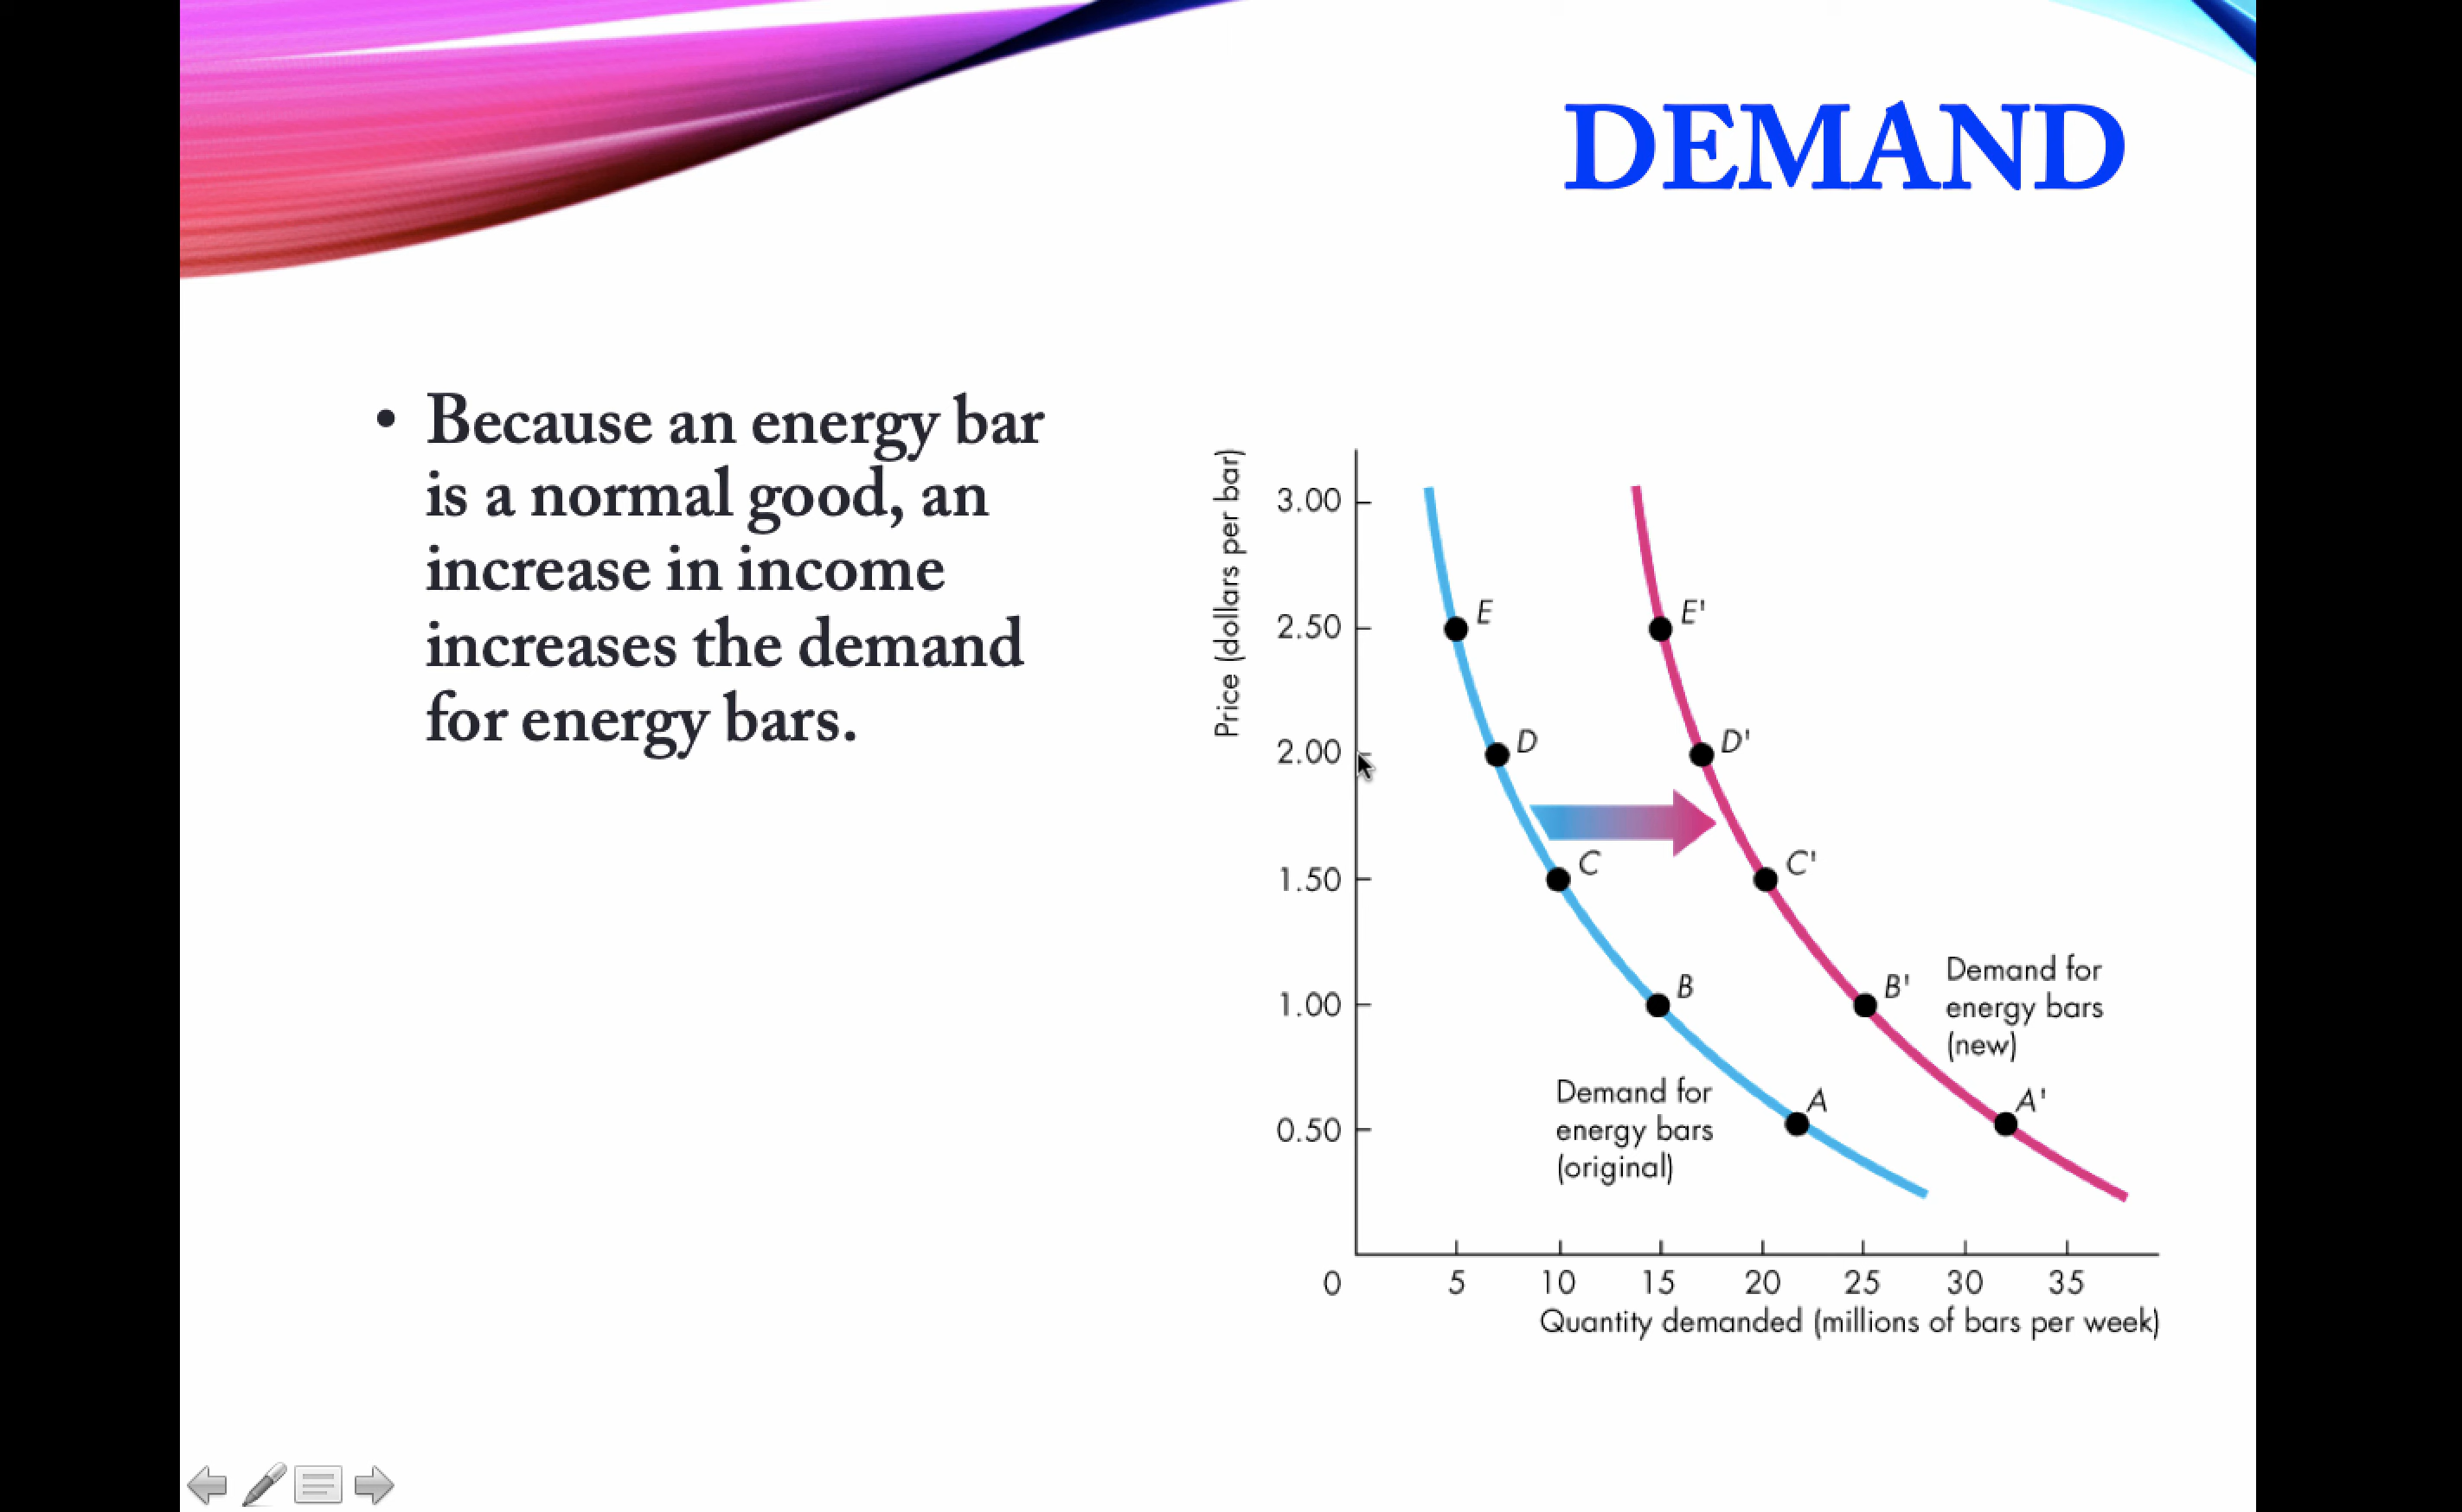 DEMAND
• Because an energy bar
is a normal good, an
increase in income
increases the demand
for energy bars.
Price (dollars per bar)
3.00
2.50
2.00
1.50
1.00
0.50
0
E
E'
D
D'
C
C'
B
B'
A
A'
Demand for
energy bars
(new)
Demand for
energy bars
(original)
5 10 15 20 25 30 35
Quantity demanded (millions of bars per week)